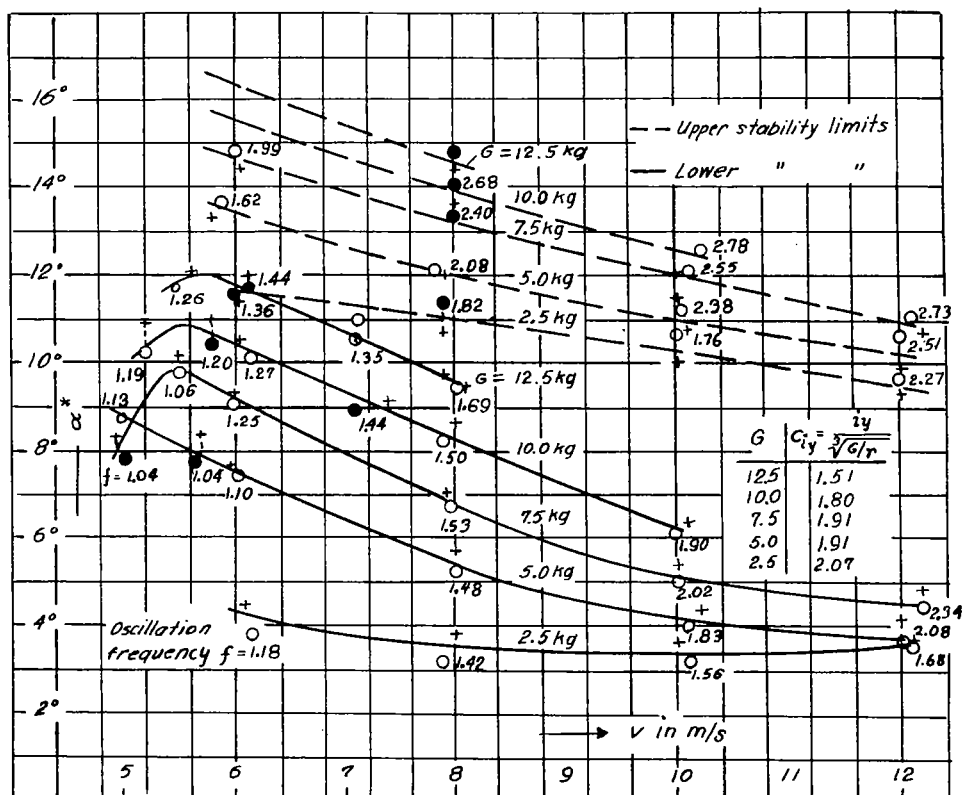 16°
14°
12°
10°
8°
6°
4°
2°
α*
— — Upper stability limits
— Lower " "
G = 12.5 kg
10.0 kg
7.5 kg
5.0 kg
2.5 kg
1.99
1.62
2.68
2.40
2.08
1.82
2.78
2.55
2.38
1.76
2.73
2.51
2.27
1.26
1.44
1.36
1.35
G = 12.5 kg
1.69
1.19
1.20
1.27
1.44
10.0 kg
1.50
1.90
1.13
1.06
1.25
7.5 kg
1.53
2.02
2.34
f = 1.04
1.04
1.10
5.0 kg
1.48
1.83
2.08
Oscillation
frequency f = 1.18
2.5 kg
1.42
1.56
1.68
G C_iy = iy / ∛G/r
12.5 1.51
10.0 1.80
7.5 1.91
5.0 1.91
2.5 2.07
→ v in m/s
5 6 7 8 9 10 11 12